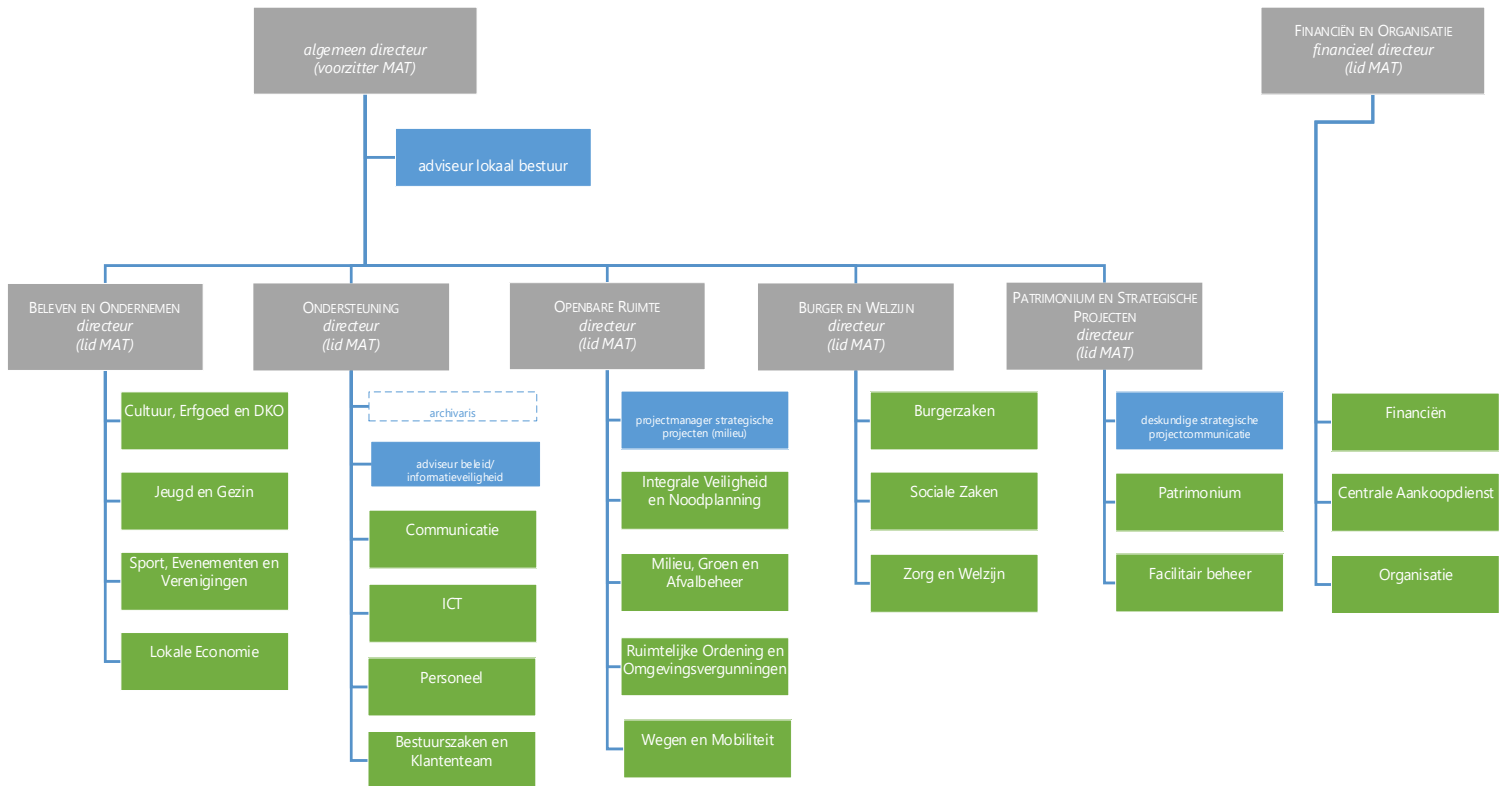 algemeen directeur
(voorzitter MAT)
FINANCIËN EN ORGANISATIE
financieel directeur
(lid MAT)
adviseur lokaal bestuur
BELEVEN EN ONDERNEMEN
directeur
(lid MAT)
ONDERSTEUNING
directeur
(lid MAT)
OPENBARE RUIMTE
directeur
(lid MAT)
BURGER EN WELZIJN
directeur
(lid MAT)
PATRIMONIUM EN STRATEGISCHE
PROJECTEN
directeur
(lid MAT)
Cultuur, Erfgoed en DKO
Jeugd en Gezin
Sport, Evenementen en
Verenigingen
Lokale Economie
archivaris
adviseur beleid/
informatieveiligheid
Communicatie
ICT
Personeel
Bestuurszaken en
Klantenteam
projectmanager strategische
projecten (milieu)
Integrale Veiligheid
en Noodplanning
Milieu, Groen en
Afvalbeheer
Ruimtelijke Ordening en
Omgevingsvergunningen
Wegen en Mobiliteit
Burgerzaken
Sociale Zaken
Zorg en Welzijn
deskundige strategische
projectcommunicatie
Patrimonium
Facilitair beheer
Financiën
Centrale Aankoopdienst
Organisatie